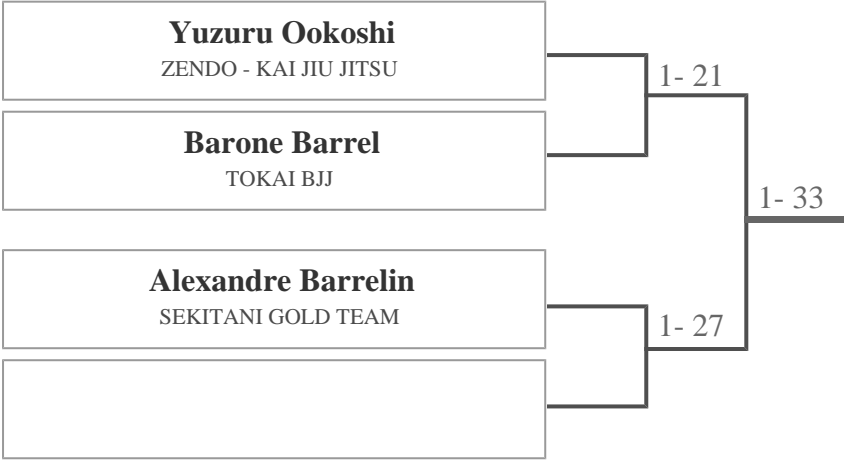 Yuzuru Ookoshi
ZENDO - KAI JIU JITSU
1- 21
Barone Barrel
TOKAI BJJ
1- 33
Alexandre Barrelin
SEKITANI GOLD TEAM
1- 27